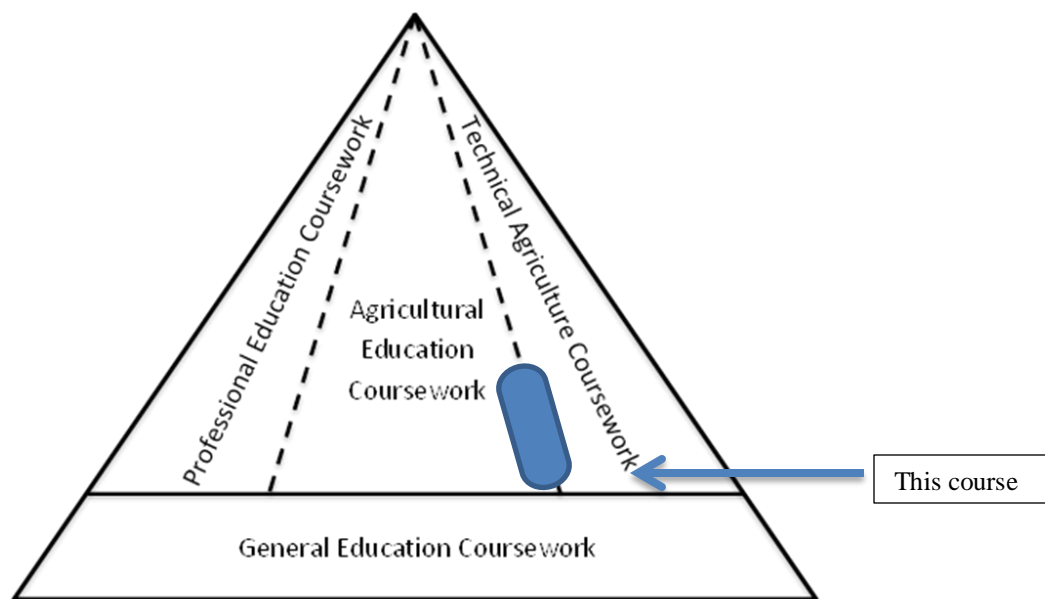 Professional Education Coursework
Technical Agriculture Coursework
Agricultural
Education
Coursework
This course
General Education Coursework